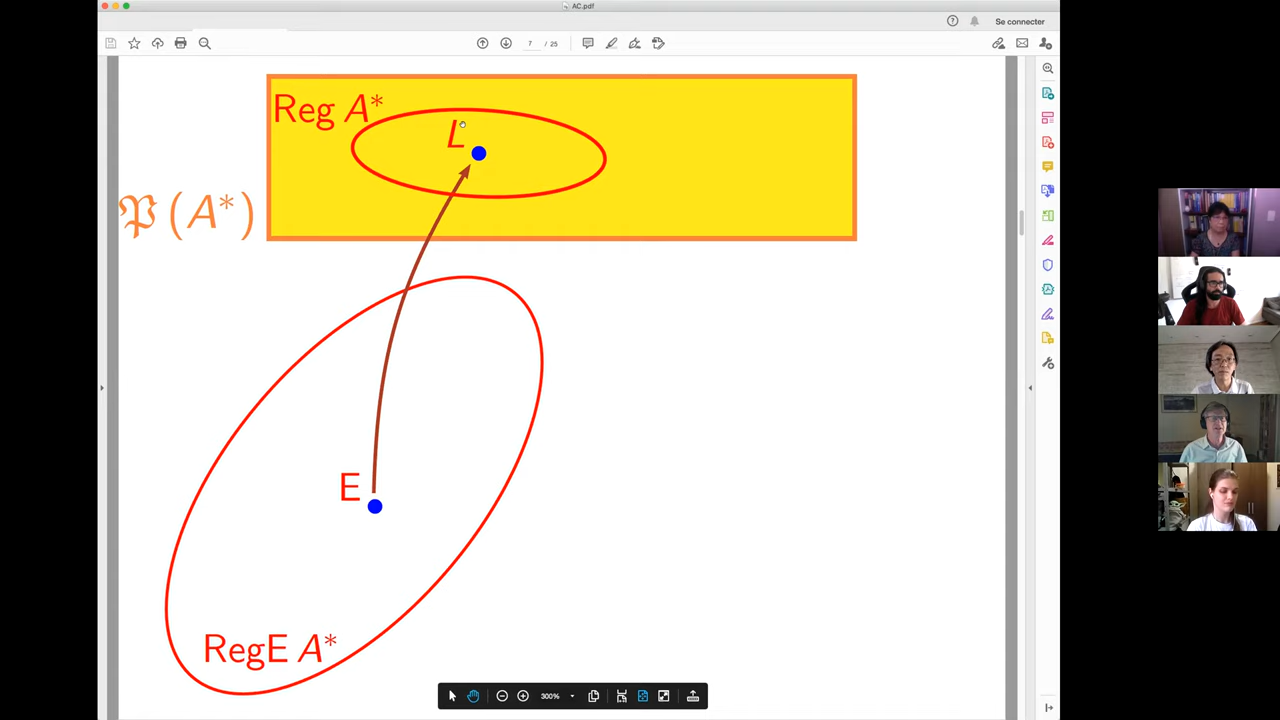 AC.pdf
Se connecter
7 / 25
Reg A*
L
𝔓 (A*)
E
RegE A*
300%